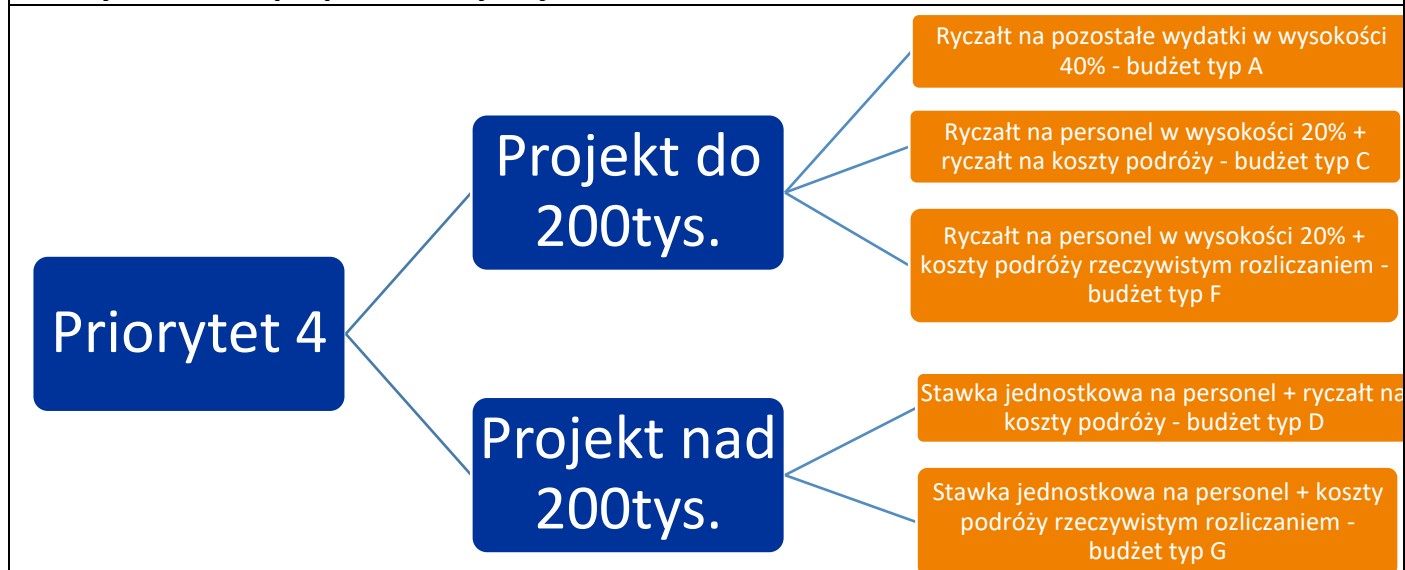 Priorytet 4
Projekt do
200tys.
Ryczałt na pozostałe wydatki w wysokości
40% - budżet typ A
Ryczałt na personel w wysokości 20% +
ryczałt na koszty podróży - budżet typ C
Ryczałt na personel w wysokości 20% +
koszty podróży rzeczywistym rozliczaniem -
budżet typ F
Projekt nad
200tys.
Stawka jednostkowa na personel + ryczałt na
koszty podróży - budżet typ D
Stawka jednostkowa na personel + koszty
podróży rzeczywistym rozliczaniem -
budżet typ G